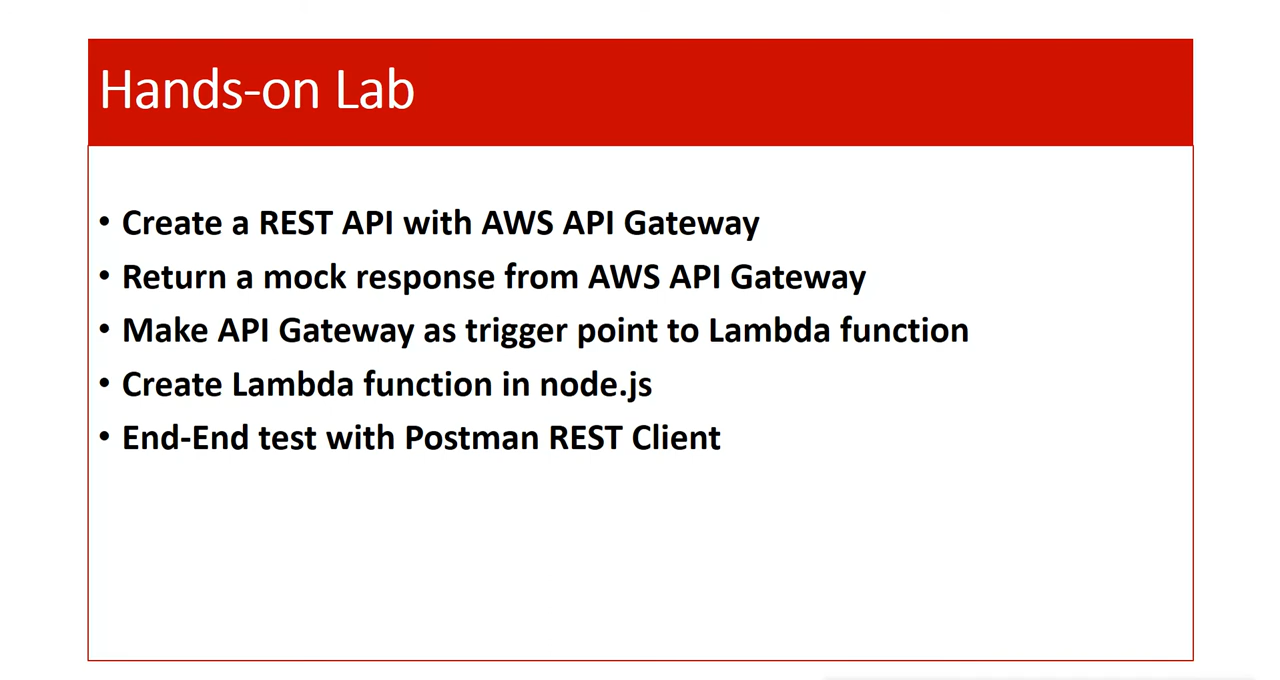 Hands-on Lab
• Create a REST API with AWS API Gateway
• Return a mock response from AWS API Gateway
• Make API Gateway as trigger point to Lambda function
• Create Lambda function in node.js
• End-End test with Postman REST Client